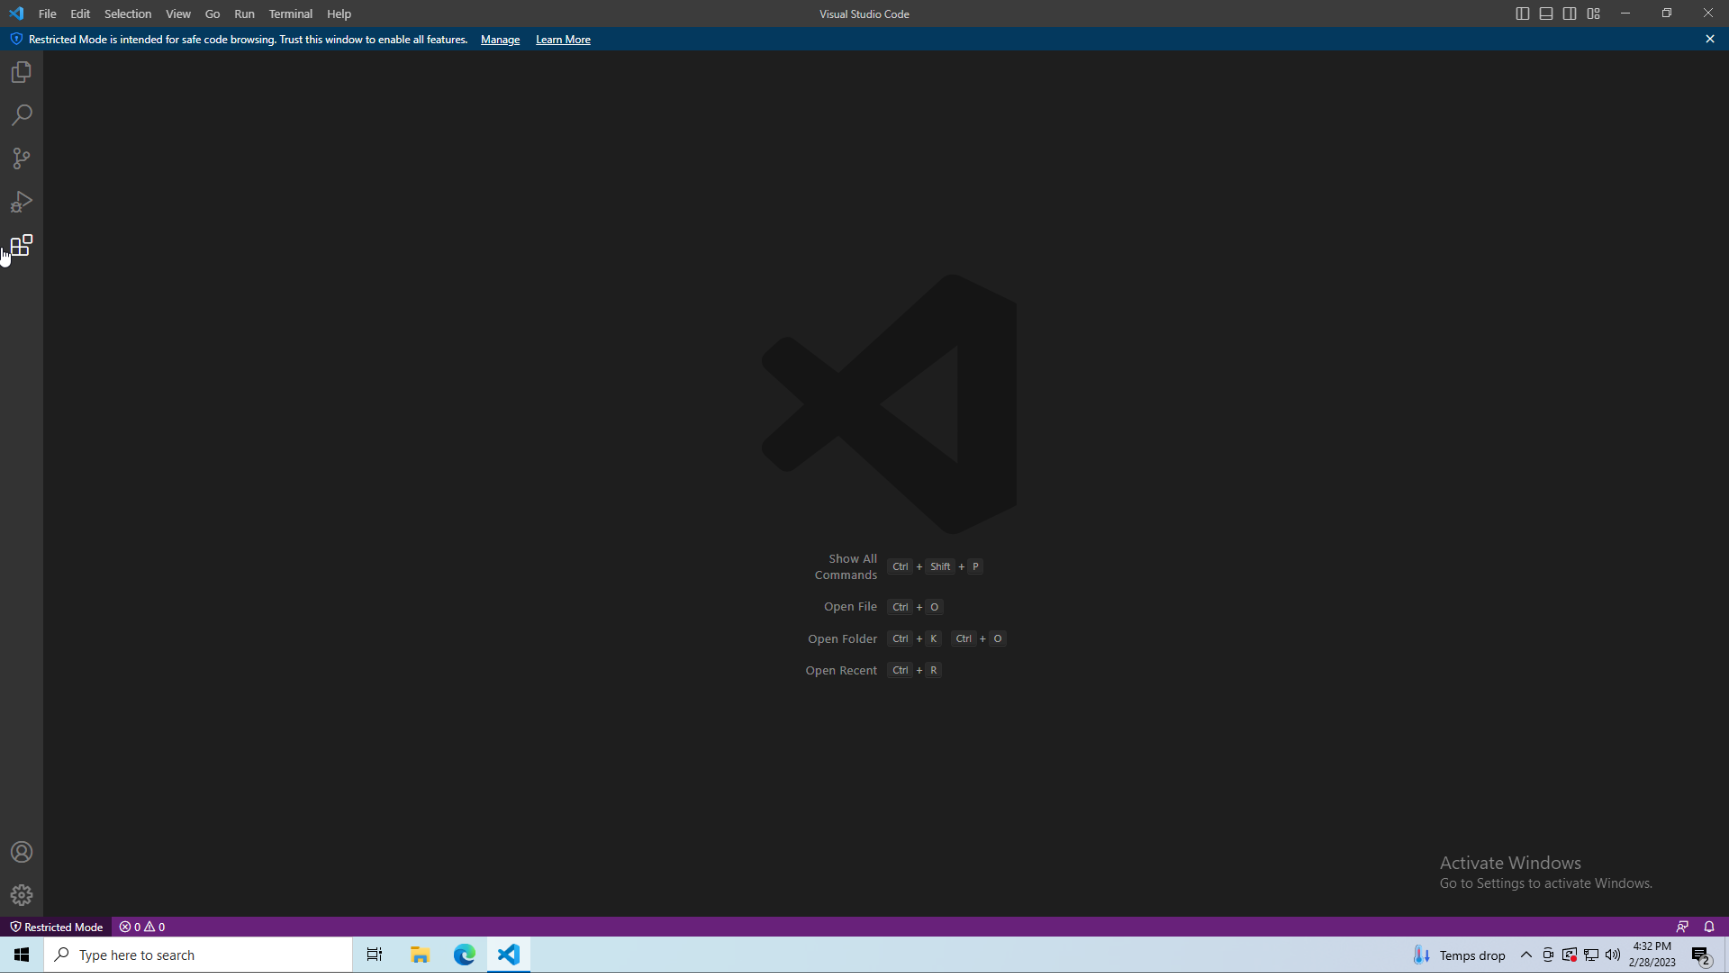 File Edit Selection View Go Run Terminal Help
Visual Studio Code
Restricted Mode is intended for safe code browsing. Trust this window to enable all features. Manage Learn More
Show All Commands Ctrl + Shift + P
Open File Ctrl + O
Open Folder Ctrl + K Ctrl + O
Open Recent Ctrl + R
Activate Windows
Go to Settings to activate Windows.
Restricted Mode 0 0
Type here to search
Temps drop
4:32 PM
2/28/2023
2